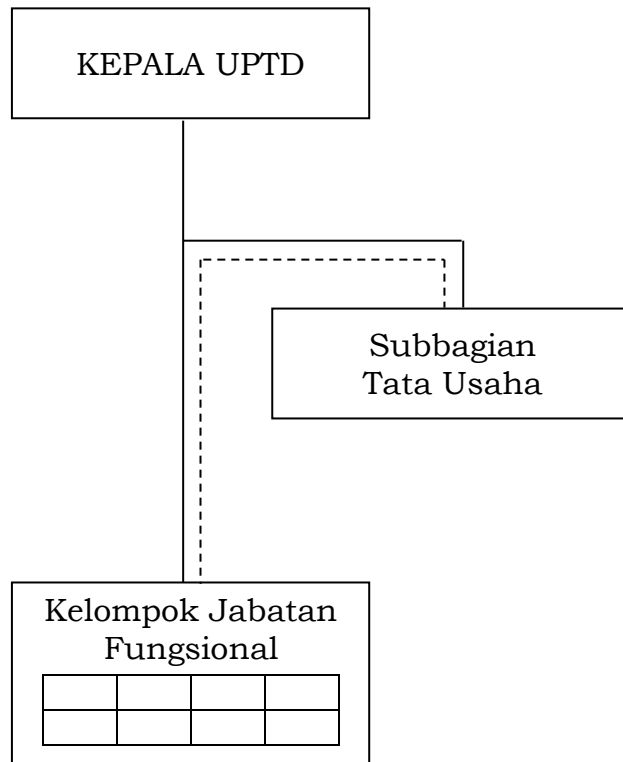 KEPALA UPTD
Subbagian
Tata Usaha
Kelompok Jabatan
Fungsional